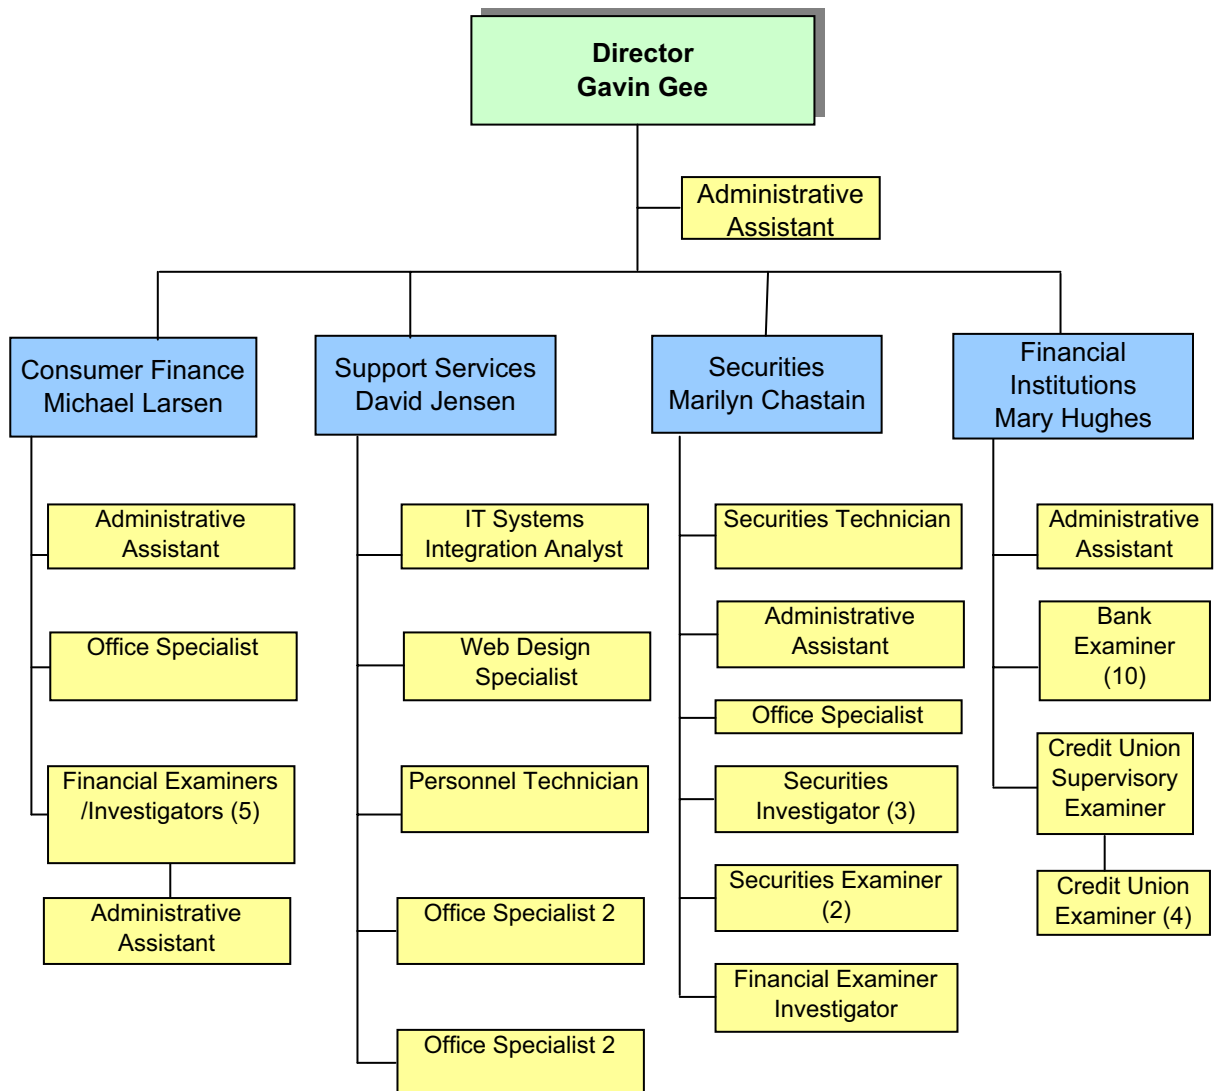 Director
Gavin Gee
Administrative
Assistant
Consumer Finance
Michael Larsen
Support Services
David Jensen
Securities
Marilyn Chastain
Financial
Institutions
Mary Hughes
Administrative
Assistant
Office Specialist
Financial Examiners
/Investigators (5)
Administrative
Assistant
IT Systems
Integration Analyst
Web Design
Specialist
Personnel Technician
Office Specialist 2
Office Specialist 2
Securities Technician
Administrative
Assistant
Office Specialist
Securities
Investigator (3)
Securities Examiner
(2)
Financial Examiner
Investigator
Administrative
Assistant
Bank
Examiner
(10)
Credit Union
Supervisory
Examiner
Credit Union
Examiner (4)